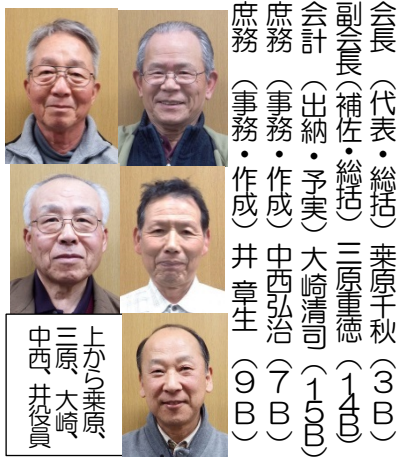 会長（代表・総括）桒原千秋（３Ｂ）
副会長（補佐・総括）三原重徳（１４Ｂ）
会計（出納・予実）大崎清司（１５Ｂ）
庶務（事務・作成）中西弘治（７Ｂ）
庶務（事務・作成）井章生（９Ｂ）
上から桒原、
三原、大崎、
中西、井役員